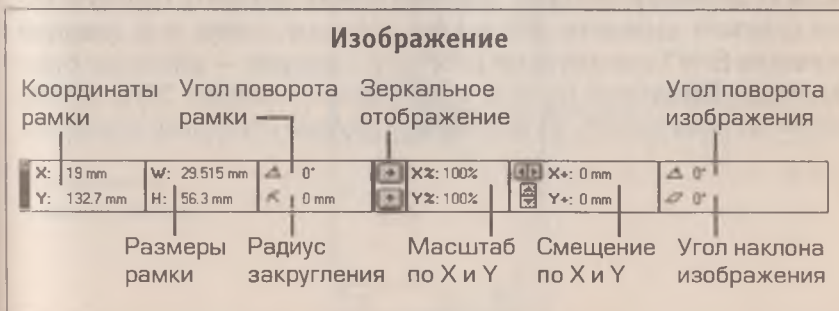 Изображение
Координаты Угол поворота Зеркальное Угол поворота
рамки рамки отображение изображения
X: 19 mm W: 29.515 mm 0° X%: 100% X+: 0 mm 0°
Y: 132.7 mm H: 56.3 mm 0 mm Y%: 100% Y+: 0 mm 0°
Размеры Радиус Масштаб Смещение Угол наклона
рамки закругления по X и Y по X и Y изображения